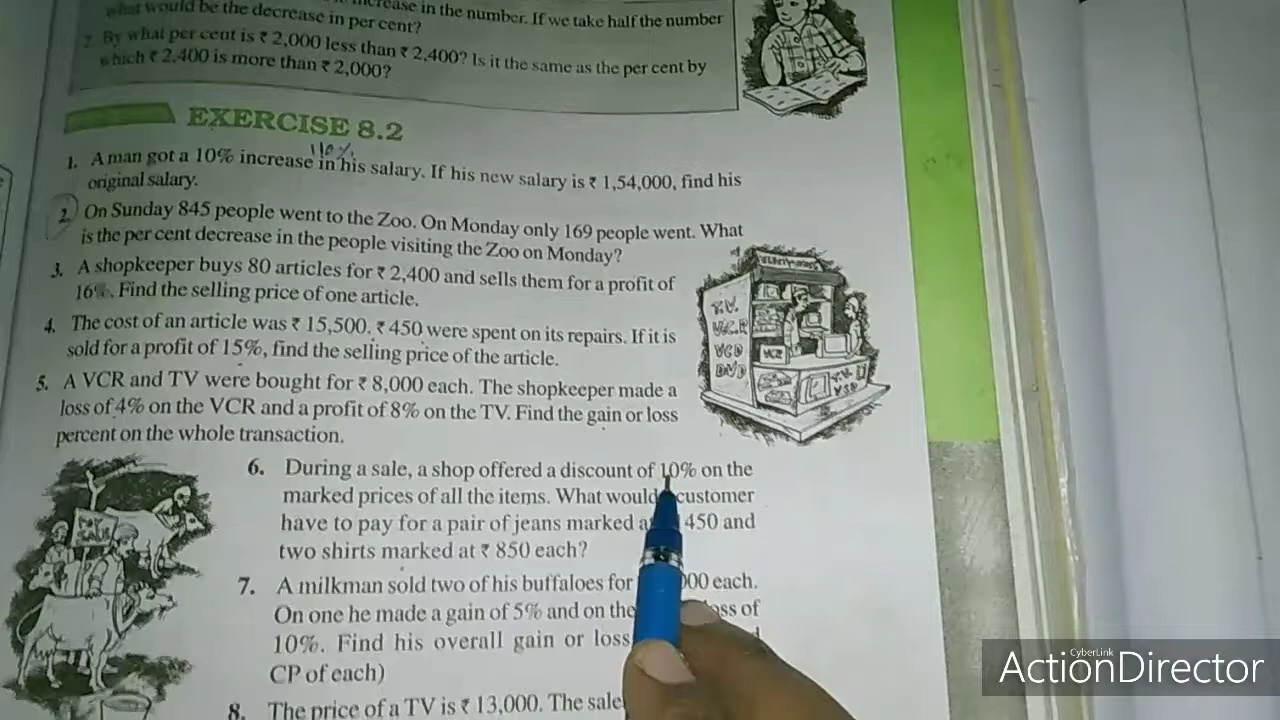 increase in the number. If we take half the number
what would be the decrease in per cent?
2. By what per cent is ₹ 2,000 less than ₹ 2,400? Is it the same as the per cent by
which ₹ 2,400 is more than ₹ 2,000?
EXERCISE 8.2
110%
1. A man got a 10% increase in his salary. If his new salary is ₹ 1,54,000, find his
original salary.
2. On Sunday 845 people went to the Zoo. On Monday only 169 people went. What
is the per cent decrease in the people visiting the Zoo on Monday?
3. A shopkeeper buys 80 articles for ₹ 2,400 and sells them for a profit of
16%. Find the selling price of one article.
4. The cost of an article was ₹ 15,500. ₹ 450 were spent on its repairs. If it is
sold for a profit of 15%, find the selling price of the article.
5. A VCR and TV were bought for ₹ 8,000 each. The shopkeeper made a
loss of 4% on the VCR and a profit of 8% on the TV. Find the gain or loss
percent on the whole transaction.
T.V.
VCR
VCD
DVD
VCR
6. During a sale, a shop offered a discount of 10% on the
marked prices of all the items. What would customer
have to pay for a pair of jeans marked 450 and
two shirts marked at ₹ 850 each?
7. A milkman sold two of his buffaloes for 000 each.
On one he made a gain of 5% and on the loss of
10%. Find his overall gain or loss
CP of each)
8. The price of a TV is ₹ 13,000. The sale
CyberLink
ActionDirector